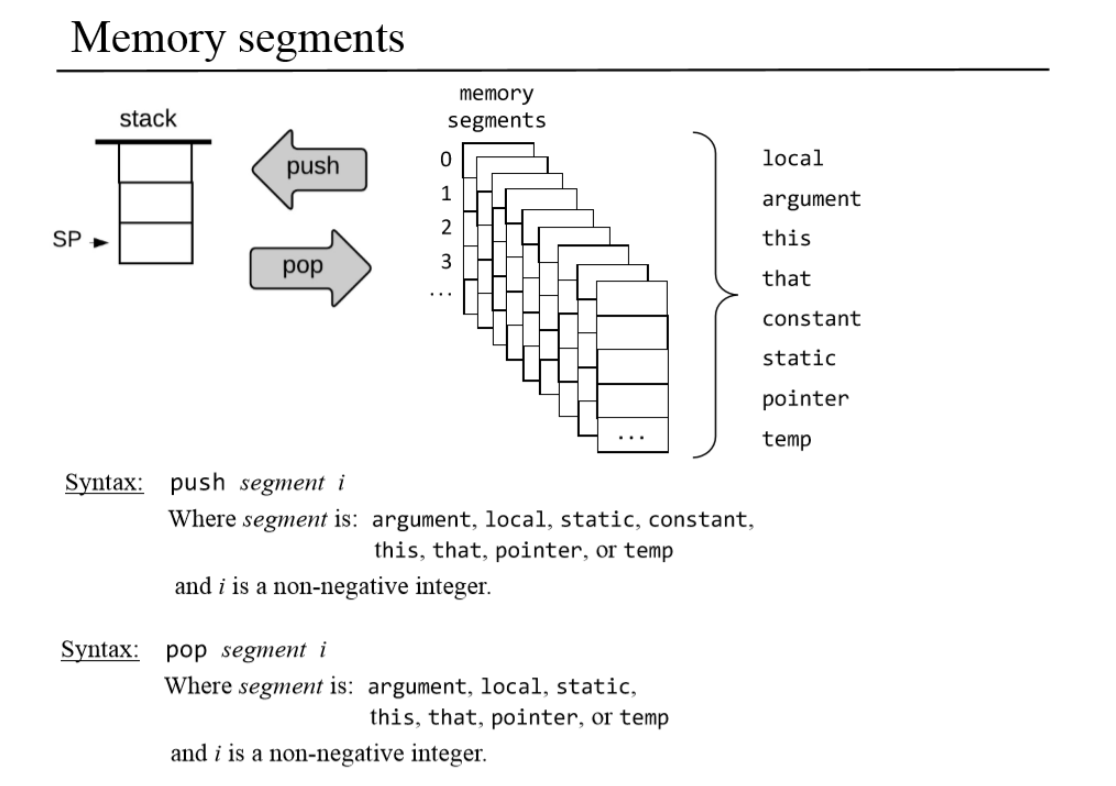 Memory segments
stack
SP
push
pop
memory
segments
0
1
2
3
...
...
local
argument
this
that
constant
static
pointer
temp
Syntax: push segment i
Where segment is: argument, local, static, constant,
this, that, pointer, or temp
and i is a non-negative integer.
Syntax: pop segment i
Where segment is: argument, local, static,
this, that, pointer, or temp
and i is a non-negative integer.